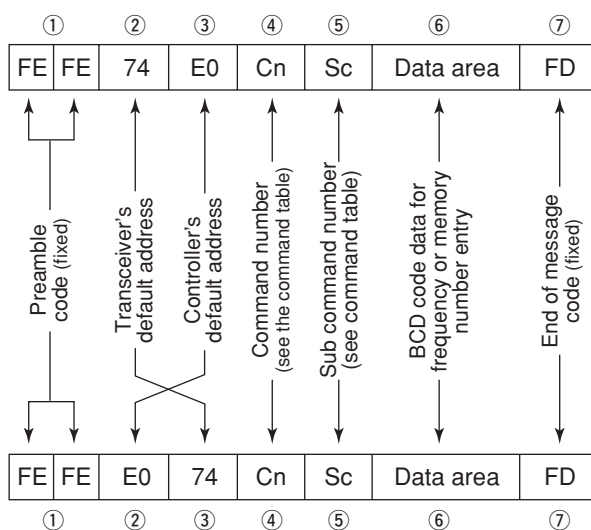 ① ② ③ ④ ⑤ ⑥ ⑦
FE FE 74 E0 Cn Sc Data area FD
Preamble
code (fixed)
Transceiver's
default address
Controller's
default address
Command number
(see the command table)
Sub command number
(see command table)
BCD code data for
frequency or memory
number entry
End of message
code (fixed)
FE FE E0 74 Cn Sc Data area FD
① ② ③ ④ ⑤ ⑥ ⑦